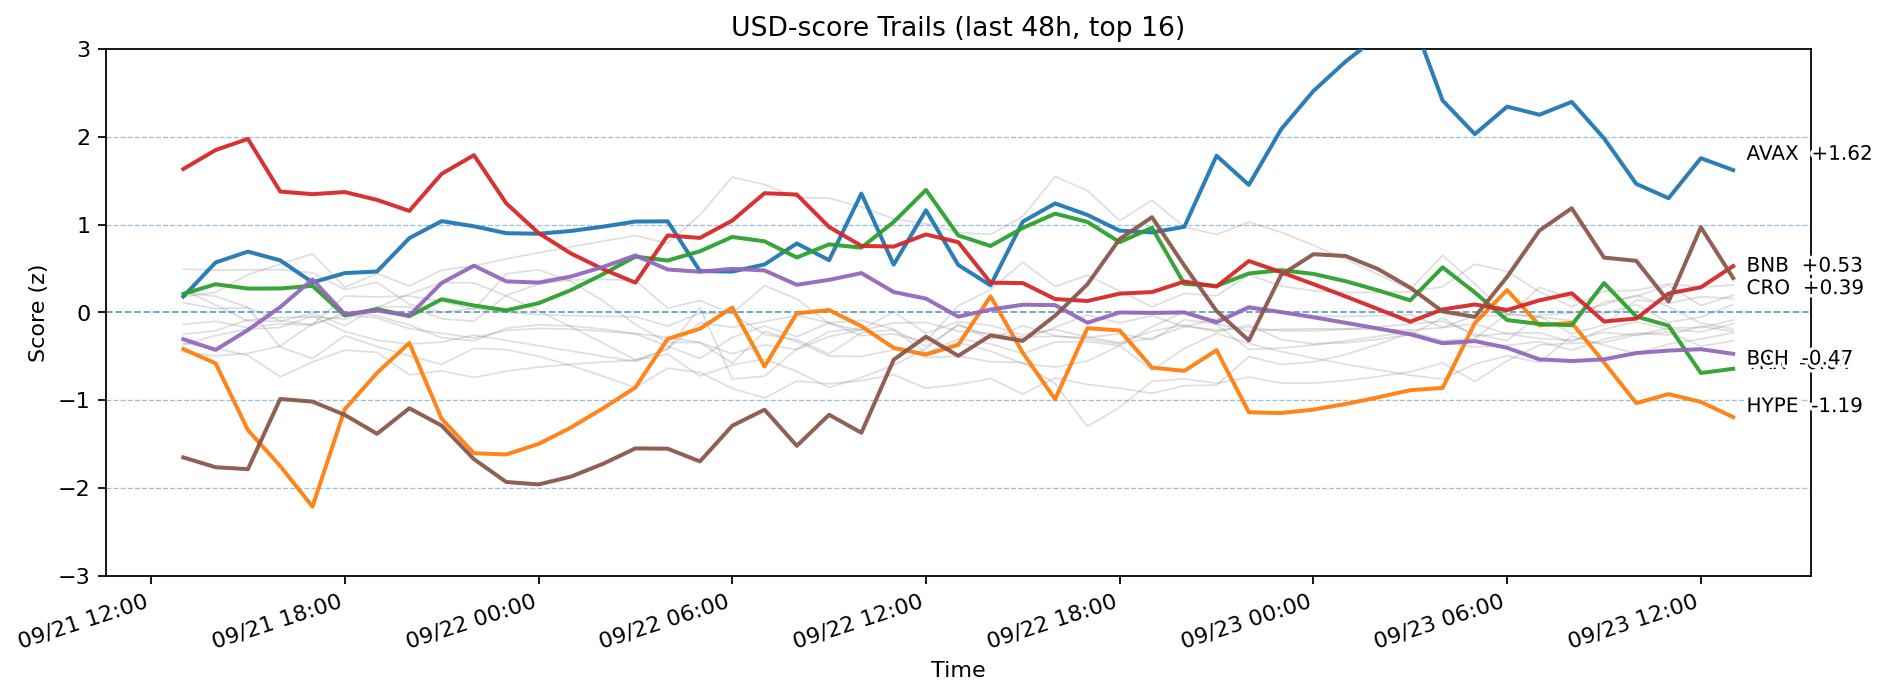 USD-score Trails (last 48h, top 16)
3
2
1
0
−1
−2
−3
Score (z)
AVAX +1.62
BNB +0.53
CRO +0.39
BCH -0.47
HYPE -1.19
09/21 12:00
09/21 18:00
09/22 00:00
09/22 06:00
09/22 12:00
09/22 18:00
09/23 00:00
09/23 06:00
09/23 12:00
Time